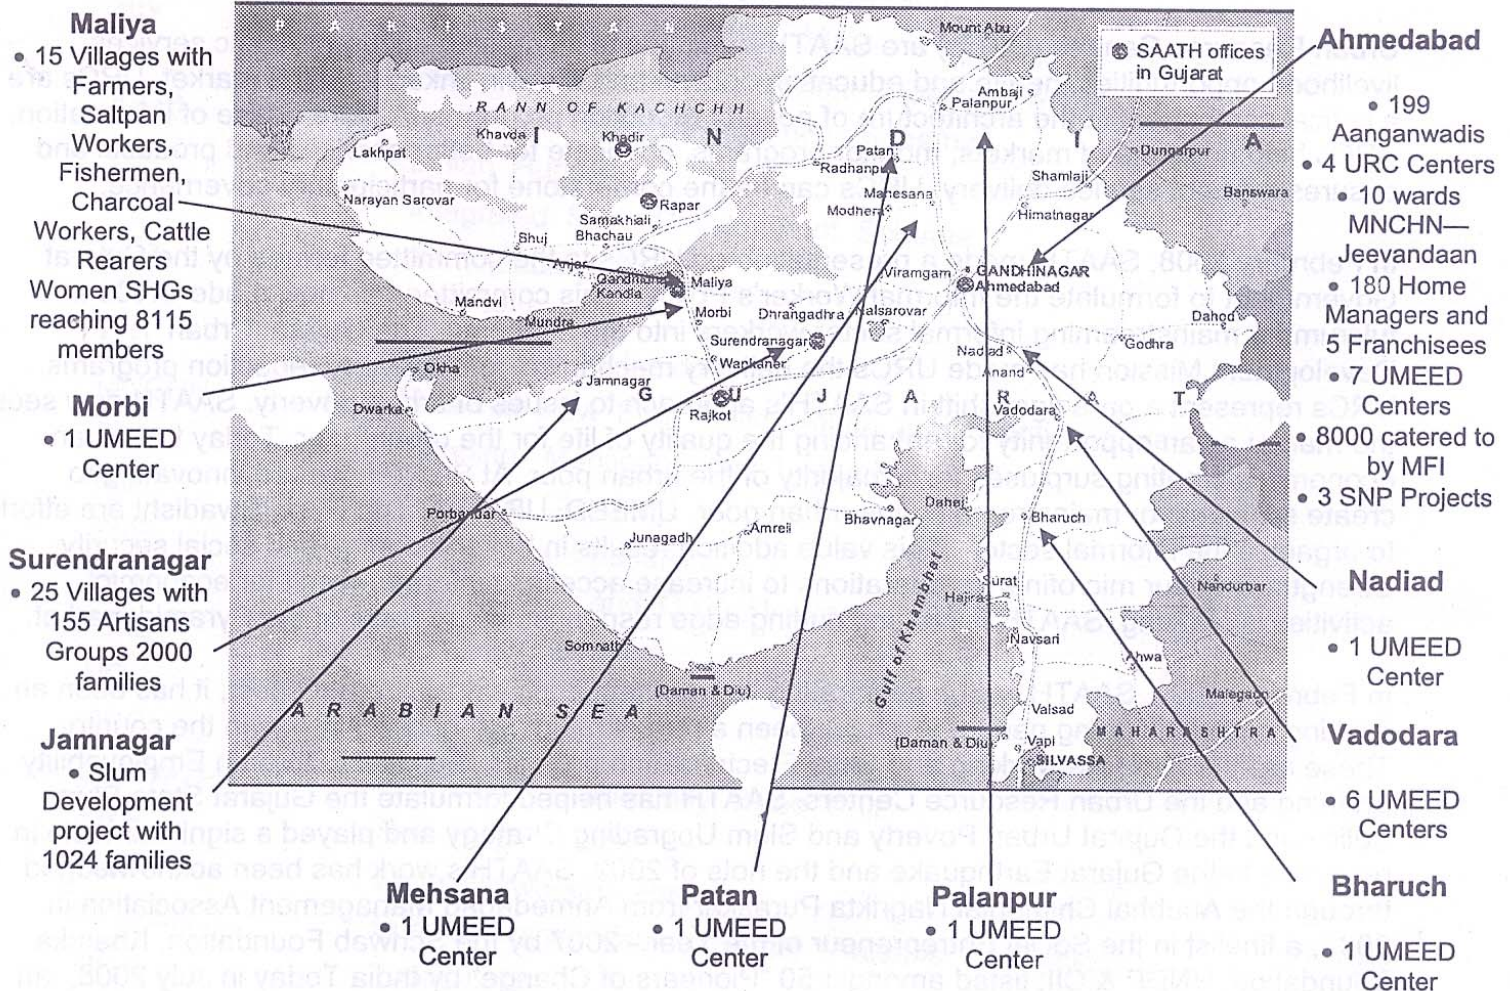 Maliya
• 15 Villages with
Farmers,
Saltpan
Workers,
Fishermen,
Charcoal
Workers, Cattle
Rearers
Women SHGs
reaching 8115
members
Morbi
• 1 UMEED
Center
Surendranagar
• 25 Villages with
155 Artisans
Groups 2000
families
Jamnagar
• Slum
Development
project with
1024 families
Mehsana
• 1 UMEED
Center
Patan
• 1 UMEED
Center
Palanpur
• 1 UMEED
Center
Ahmedabad
• 199
Aanganwadis
• 4 URC Centers
• 10 wards
MNCHN—
Jeevandaan
• 180 Home
Managers and
5 Franchisees
• 7 UMEED
Centers
• 8000 catered to
by MFI
• 3 SNP Projects
Nadiad
• 1 UMEED
Center
Vadodara
• 6 UMEED
Centers
Bharuch
• 1 UMEED
Center
SAATH offices
in Gujarat
Mount Abu
Ambaji
Palanpur
RANN OF KACHCHH
I N D I A
Khavda
Khadir
Lakhpat
Patan
Radhanpur
Dungarpur
Shamlaji
Banswara
Narayan Sarovar
Rapar
Mahesana
Modhera
Himatnagar
Samakhiali
Bhachau
Bhuj
Anjar
Gandhidham
Kandla
Maliya
Viramgam
GANDHINAGAR
Ahmedabad
Mandvi
Mundra
Morbi
Dhrangadhra
Nalsarovar
Dahod
Surendranagar
Godhra
Nadiad
Wankaner
Okha
Anand
Jamnagar
G U J A R A T
Dwarka
Rajkot
Vadodara
Dahej
Porbandar
Bhavnagar
Bharuch
Amreli
Junagadh
Gulf of Khambhat
Surat
Hajira
Nandurbar
Navsari
Somnath
Ahwa
(Daman & Diu)
Malegaon
ARABIAN SEA
Valsad
MAHARASHTRA
(Daman & Diu)
Vapi
SILVASSA